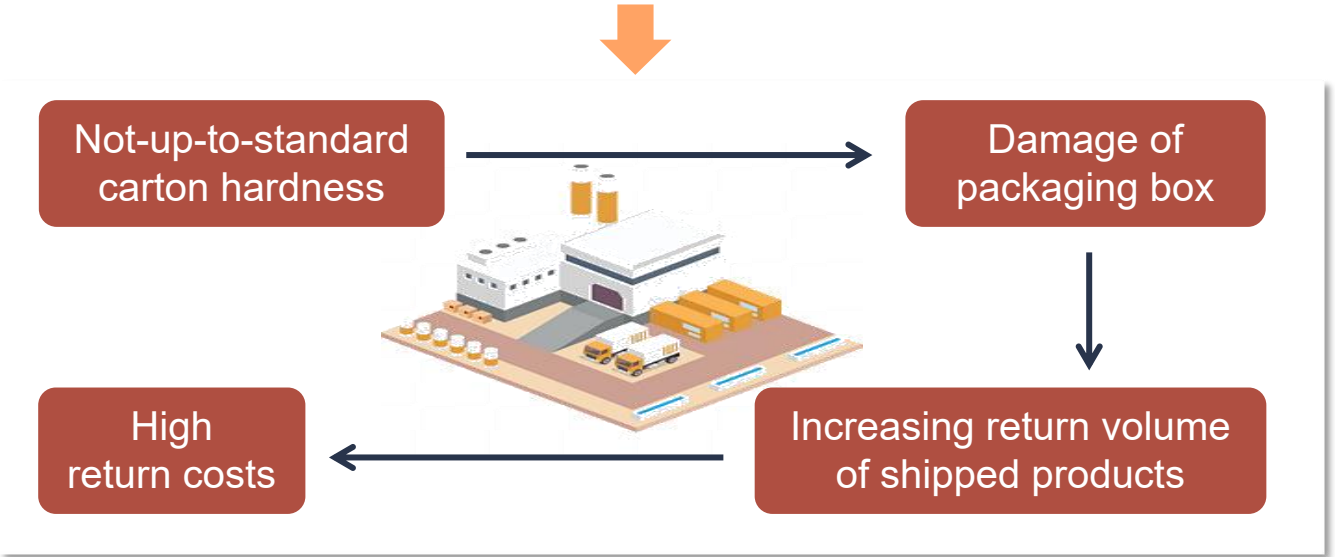 Not-up-to-standard
carton hardness
Damage of
packaging box
Increasing return volume
of shipped products
High
return costs